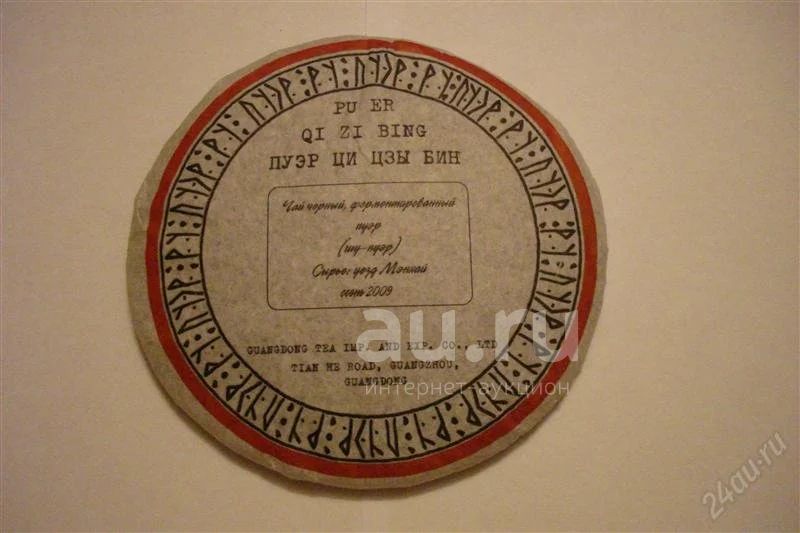 PU ER
QI ZI BING
ПУЭР ЦИ ЦЗЫ БИН
Чай черный, ферментированный
пуэр
(шу-пуэр)
Сырье: уезд Мэнхай
осень 2009
GUANGDONG TEA IMP. AND EXP. CO., LTD
TIAN HE ROAD, GUANGZHOU,
GUANGDONG
au.ru
интернет-аукцион
24au.ru